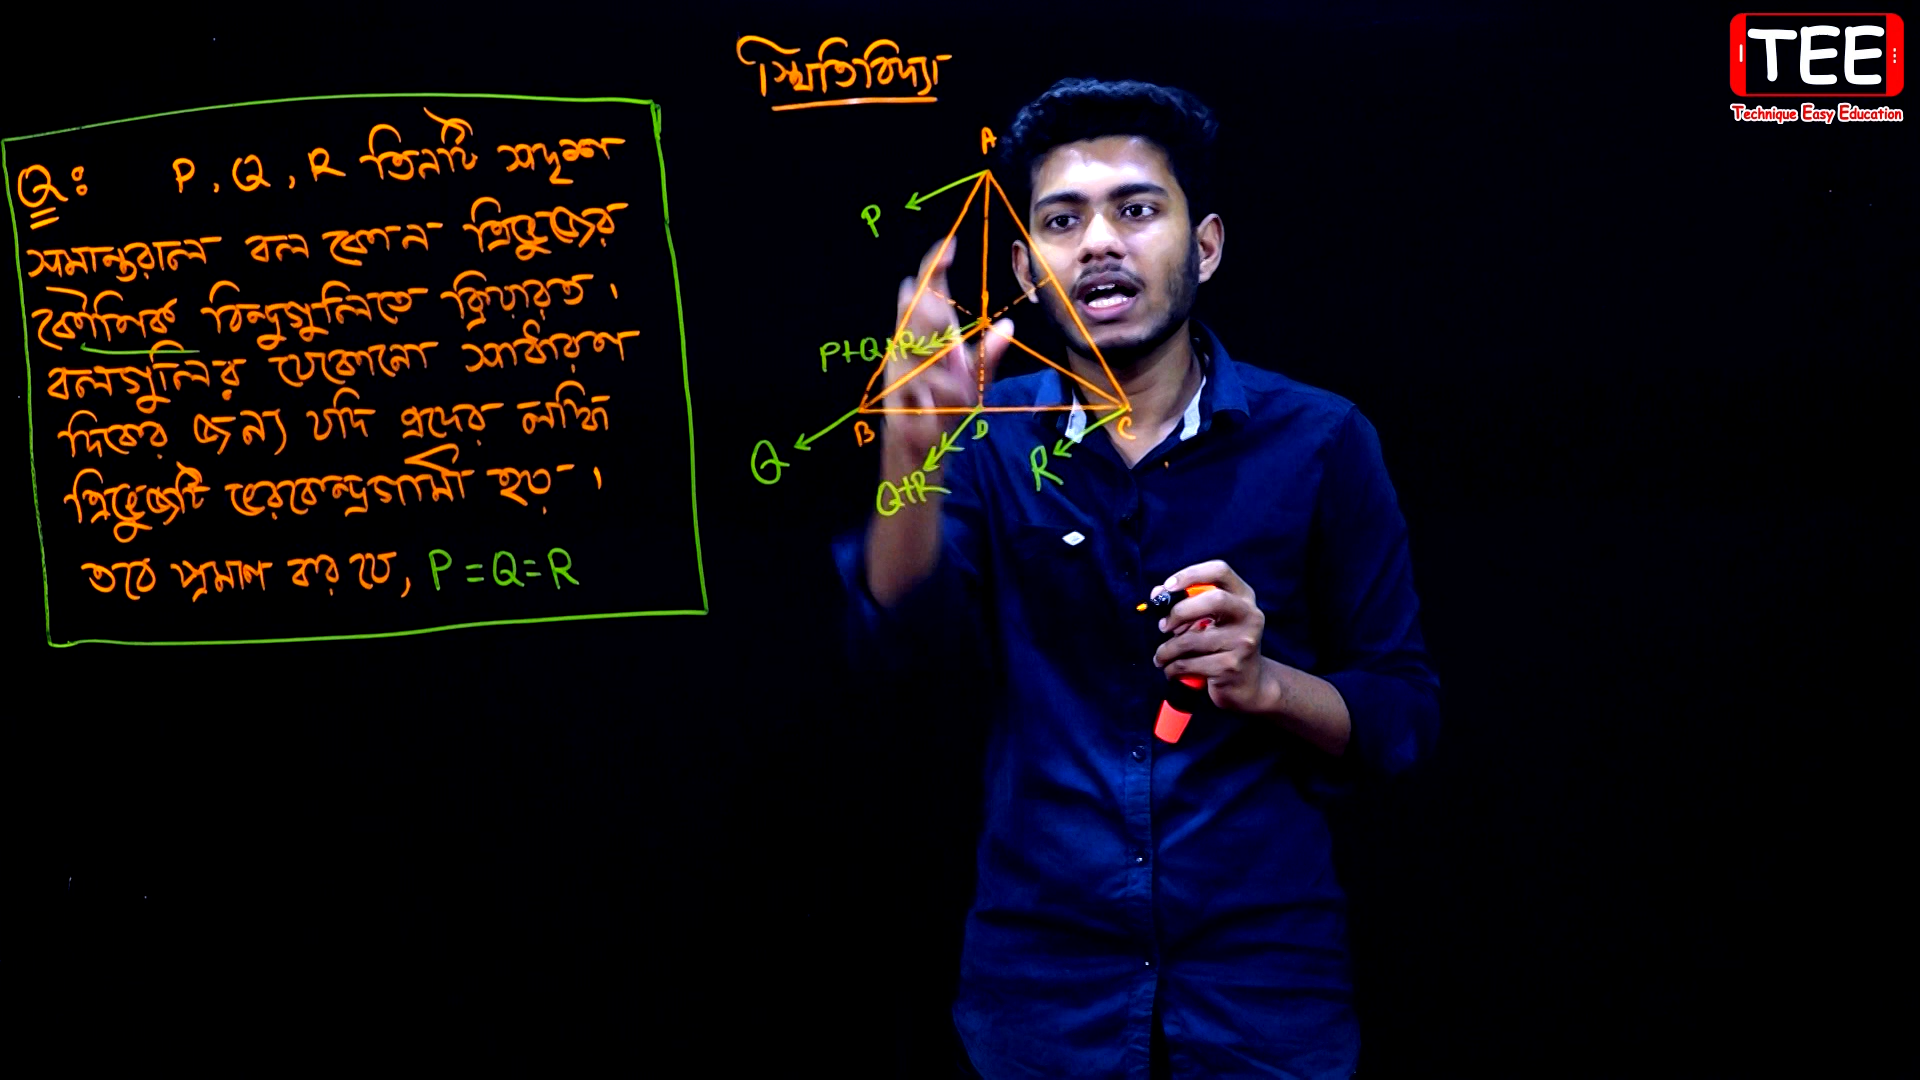 স্থিতিবিদ্যা
TEE
Technique Easy Education
Q: P, Q, R তিনটি সদৃশ
সমান্তরাল বল কোন ত্রিভুজের
কৌণিক বিন্দুগুলিতে ক্রিয়ারত।
বলগুলির যেকোনো সাধারণ
দিকের জন্য যদি এদের লব্ধি
ত্রিভুজটি ভরকেন্দ্রগামী হয়।
তবে প্রমাণ কর যে, P = Q = R
A
P
P+Q+R
B
D
C
Q
Q+R
R